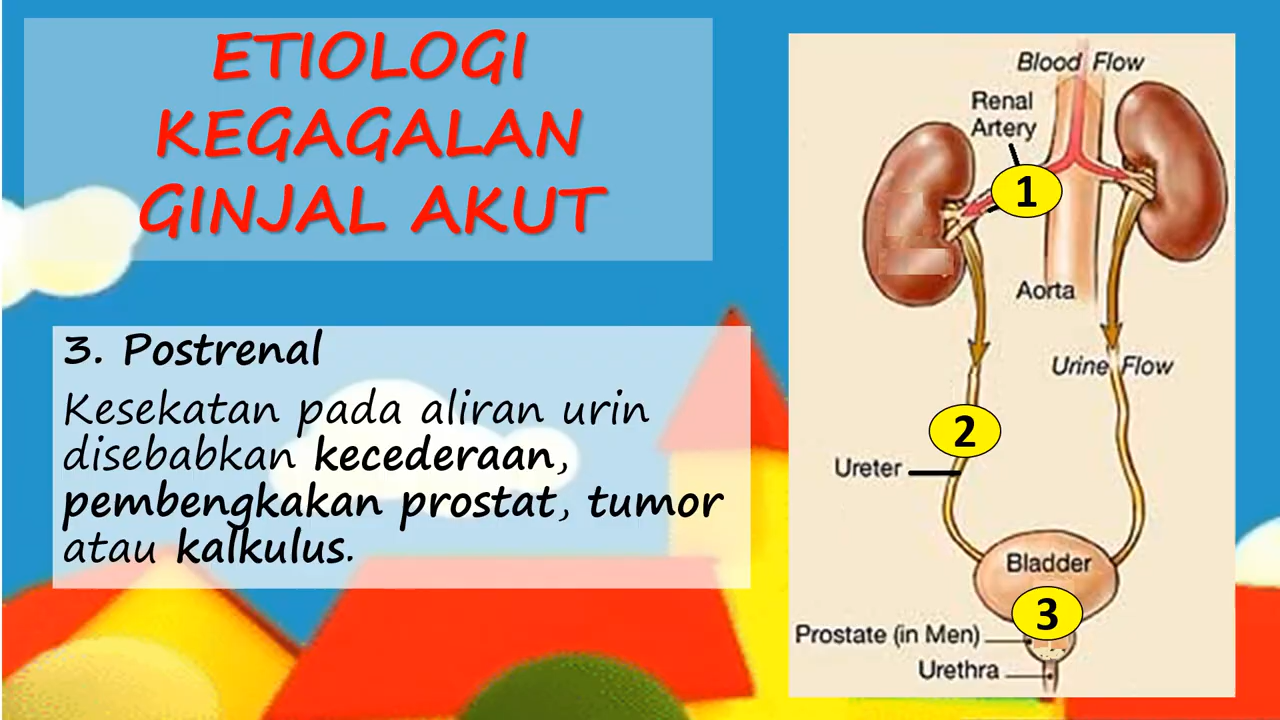 ETIOLOGI
KEGAGALAN
GINJAL AKUT
3. Postrenal
Kesekatan pada aliran urin
disebabkan kecederaan,
pembengkakan prostat, tumor
atau kalkulus.
Blood Flow
Renal
Artery
1
Aorta
Urine Flow
2
Ureter
Bladder
3
Prostate (in Men)
Urethra